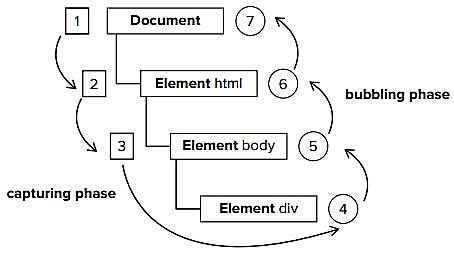 1 Document 7
2 Element html 6
bubbling phase
3 Element body 5
capturing phase
Element div 4